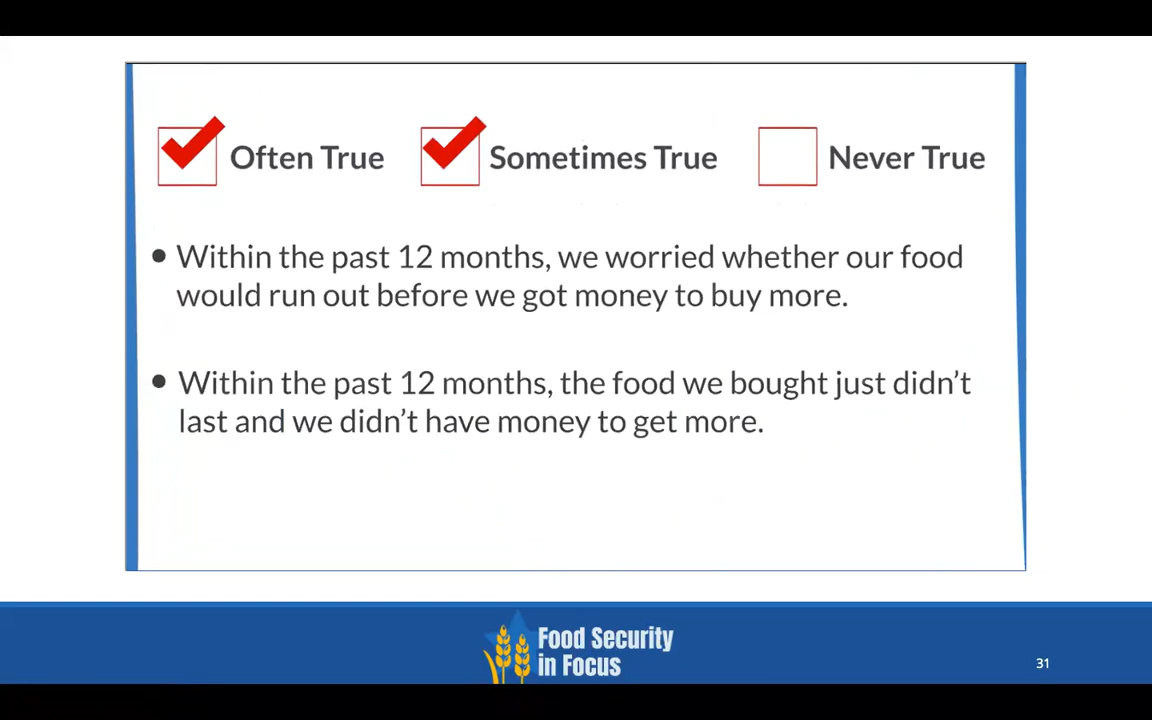 Often True Sometimes True Never True
• Within the past 12 months, we worried whether our food
would run out before we got money to buy more.
• Within the past 12 months, the food we bought just didn’t
last and we didn’t have money to get more.
Food Security
in Focus
31